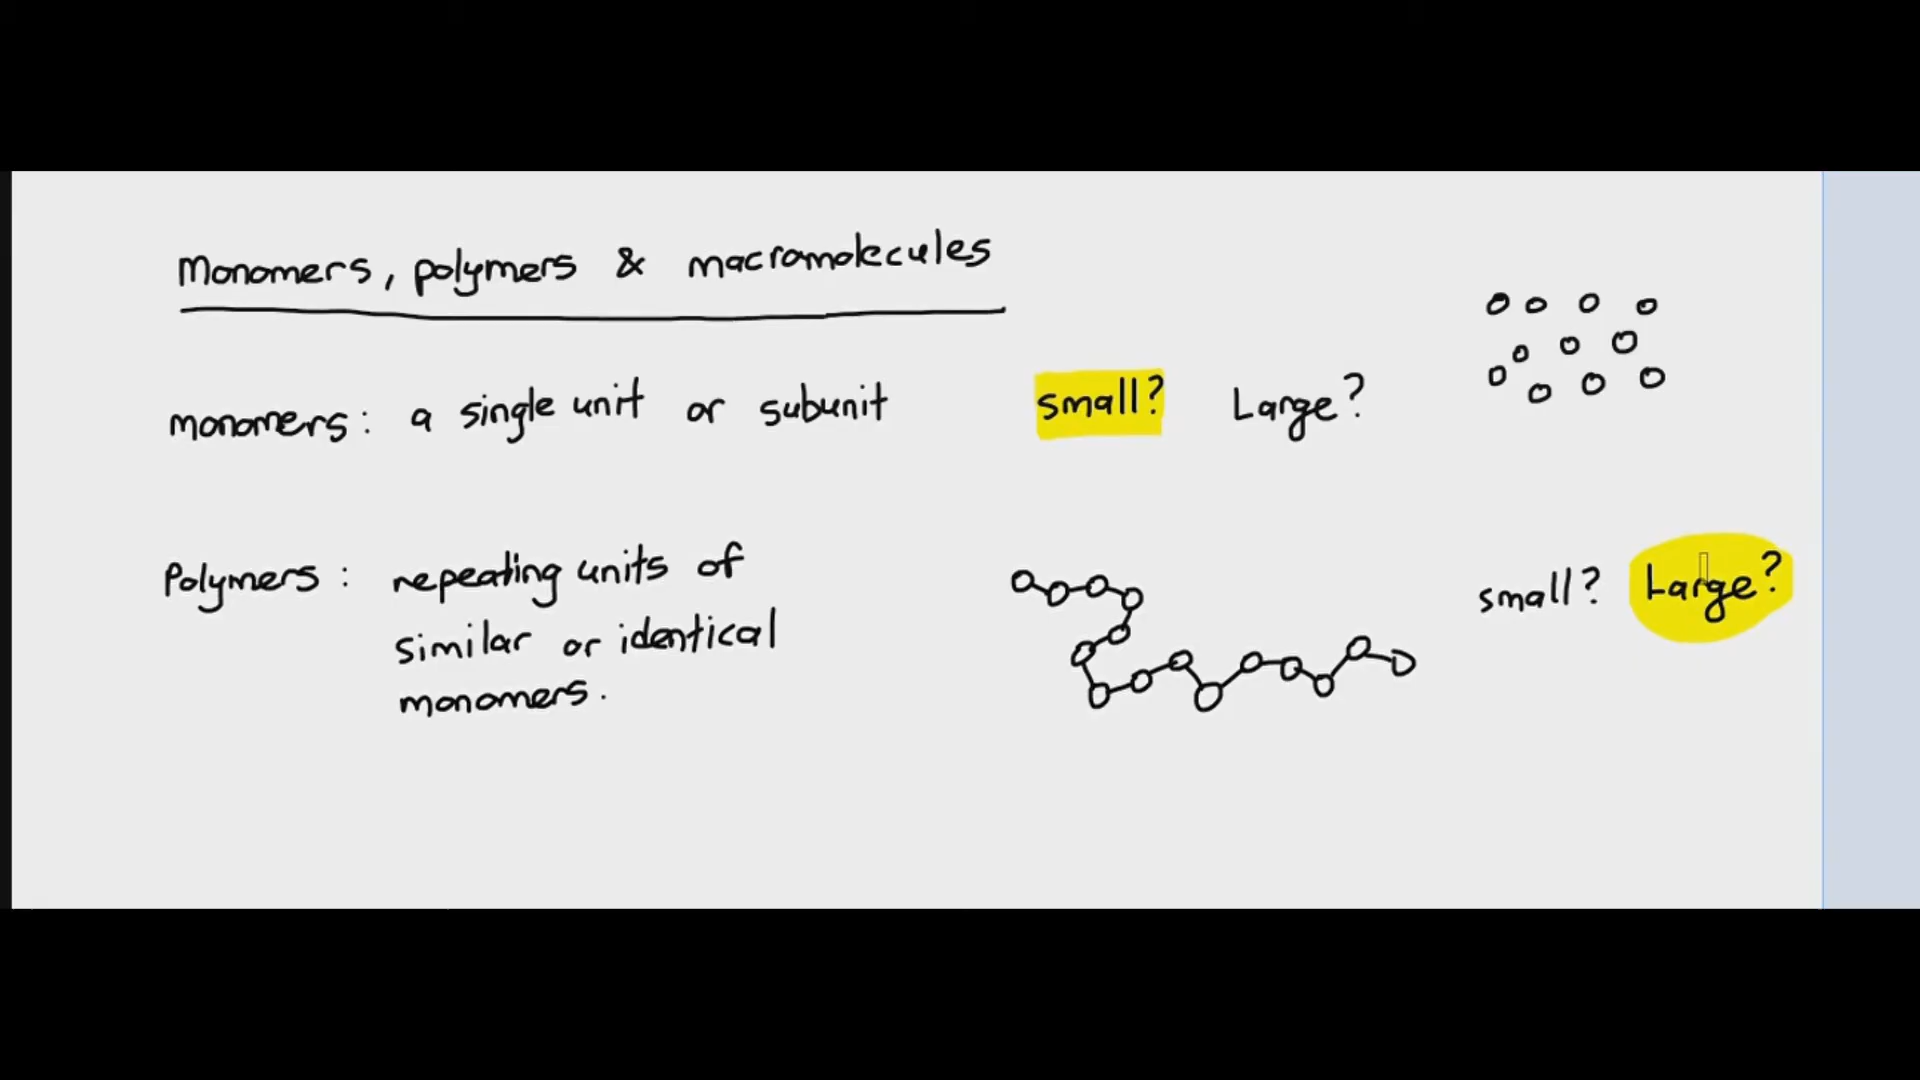 Monomers, polymers & macromolecules
monomers: a single unit or subunit small? Large?
Polymers: repeating units of
similar or identical
monomers.
small? Large?